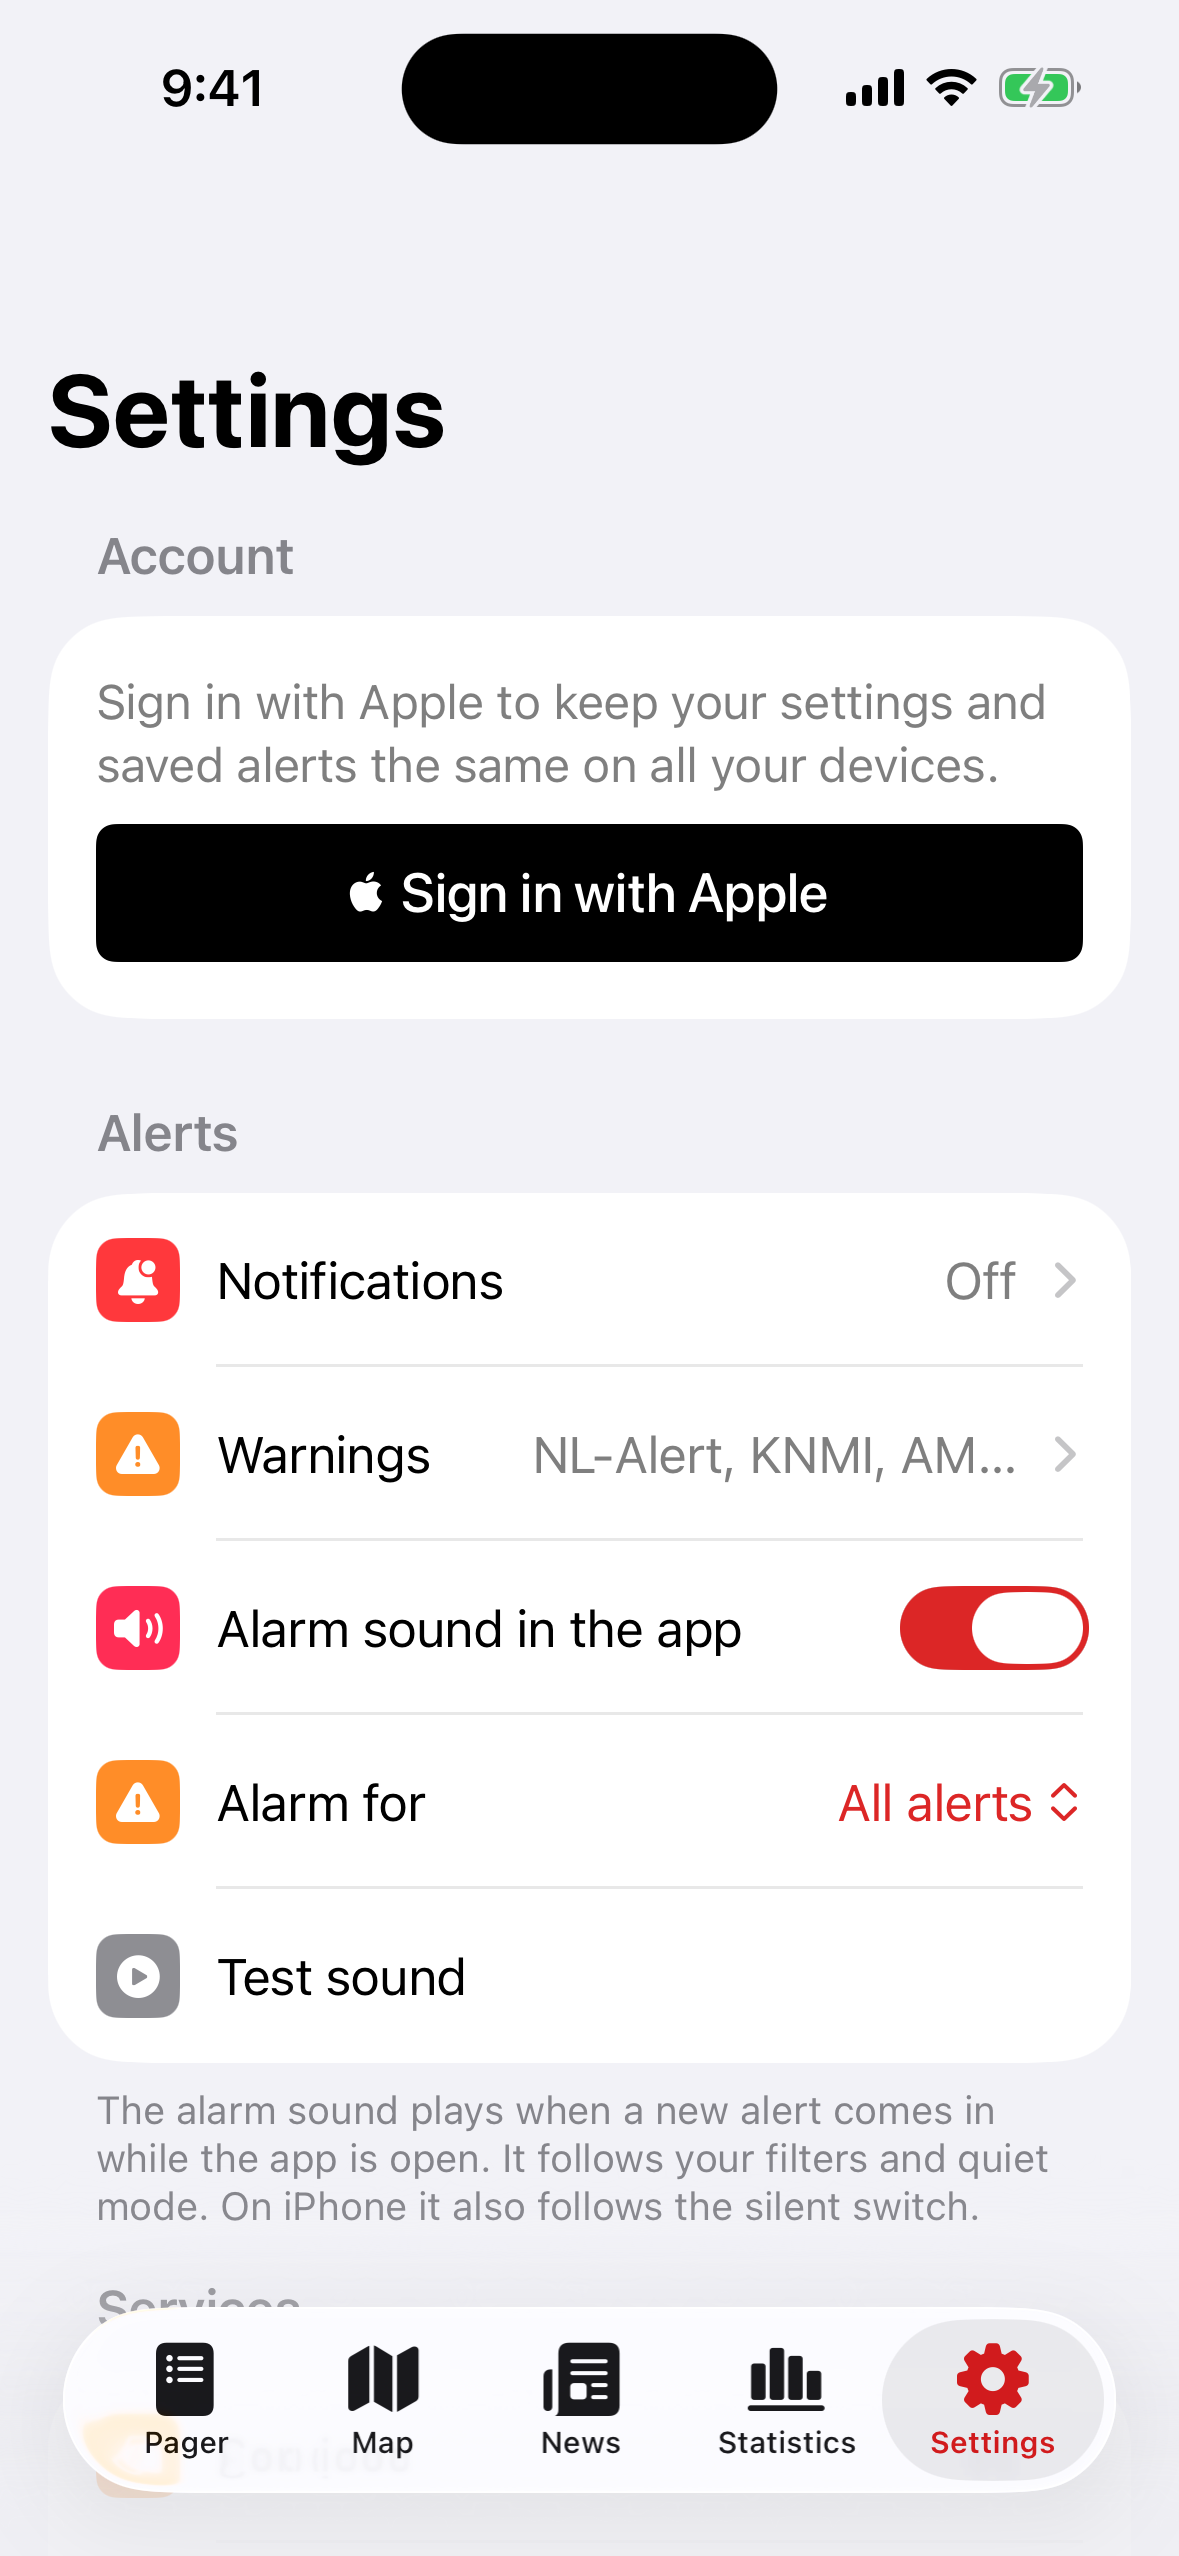 9:41
Settings
Account
Sign in with Apple to keep your settings and
saved alerts the same on all your devices.
Sign in with Apple
Alerts
Notifications Off
Warnings NL-Alert, KNMI, AM...
Alarm sound in the app
Alarm for All alerts
Test sound
The alarm sound plays when a new alert comes in
while the app is open. It follows your filters and quiet
mode. On iPhone it also follows the silent switch.
Services
Pager Map News Statistics Settings